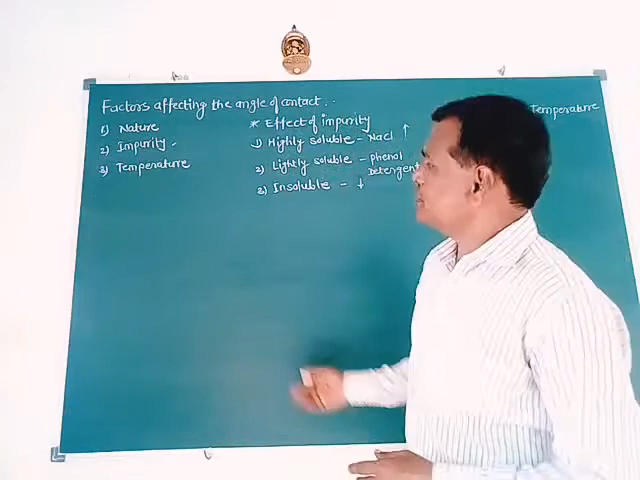 Factors affecting the angle of contact . .
1) Nature
2) Impurity -
3) Temperature
* Effect of impurity
1) Highly soluble - Nacl ↑
2) Lightly soluble - phenol
Detergent
3) Insoluble - ↓
Temperature